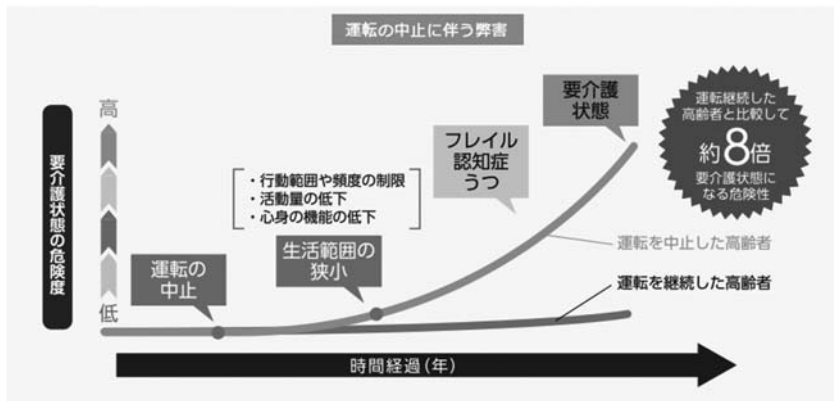 運転の中止に伴う弊害
要介護状態の危険度
高
低
運転の
中止
・行動範囲や頻度の制限
・活動量の低下
・心身の機能の低下
生活範囲の
狭小
フレイル
認知症
うつ
要介護
状態
運転継続した
高齢者と比較して
約8倍
要介護状態に
なる危険性
運転を中止した高齢者
運転を継続した高齢者
時間経過(年)